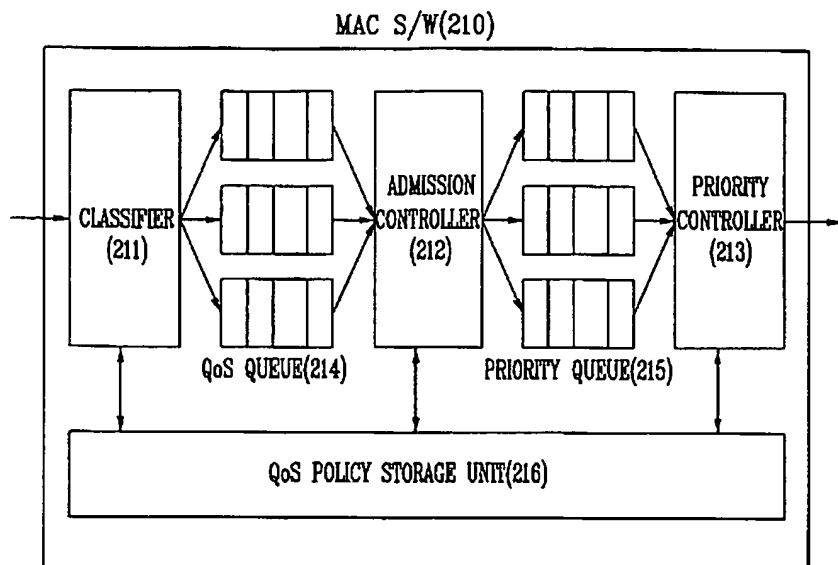 MAC S/W(210)
CLASSIFIER
(211)
QoS QUEUE(214)
ADMISSION
CONTROLLER
(212)
PRIORITY QUEUE(215)
PRIORITY
CONTROLLER
(213)
QoS POLICY STORAGE UNIT(216)